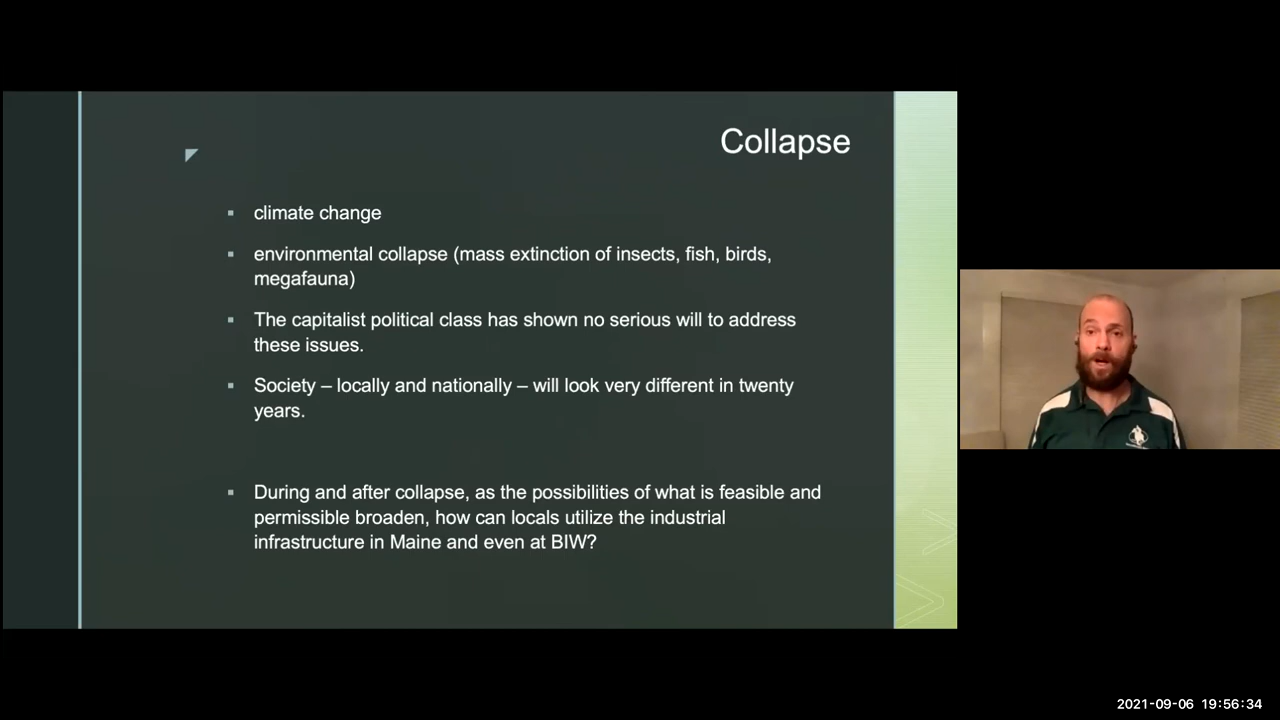 Collapse
climate change
environmental collapse (mass extinction of insects, fish, birds,
megafauna)
The capitalist political class has shown no serious will to address
these issues.
Society – locally and nationally – will look very different in twenty
years.
During and after collapse, as the possibilities of what is feasible and
permissible broaden, how can locals utilize the industrial
infrastructure in Maine and even at BIW?
2021-09-06 19:56:34